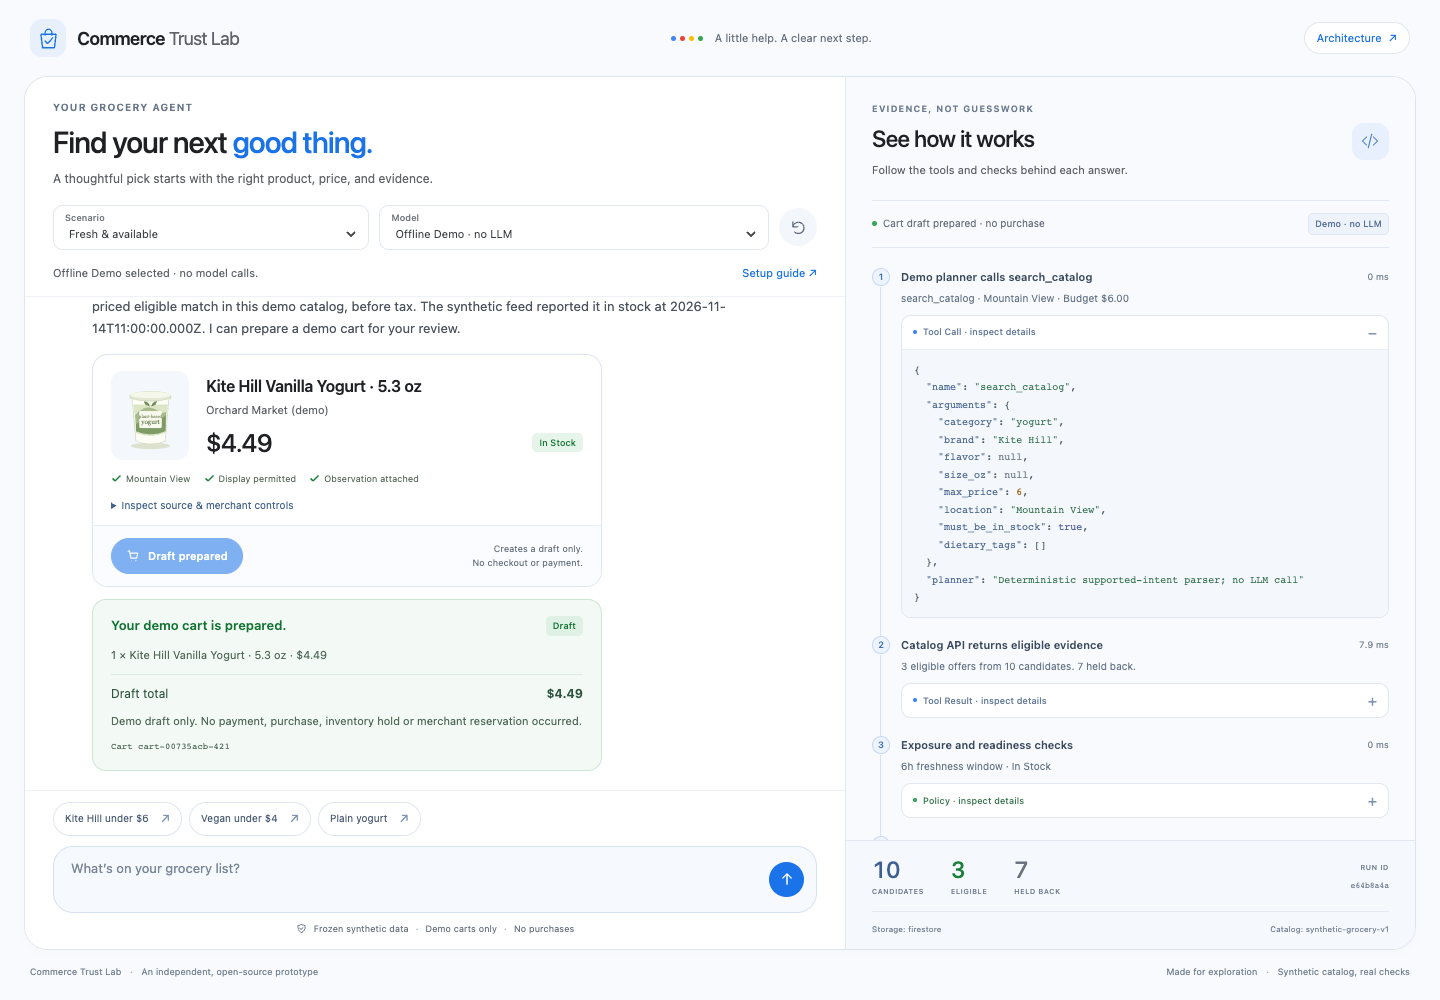 Commerce Trust Lab
A little help. A clear next step.
Architecture
YOUR GROCERY AGENT
Find your next good thing.
A thoughtful pick starts with the right product, price, and evidence.
Scenario
Fresh & available
Model
Offline Demo · no LLM
Offline Demo selected · no model calls.
Setup guide
priced eligible match in this demo catalog, before tax. The synthetic feed reported it in stock at 2026-11-
14T11:00:00.000Z. I can prepare a demo cart for your review.
plant-based
yogurt
Kite Hill Vanilla Yogurt · 5.3 oz
Orchard Market (demo)
$4.49
In Stock
Mountain View
Display permitted
Observation attached
Inspect source & merchant controls
Draft prepared
Creates a draft only.
No checkout or payment.
Your demo cart is prepared.
Draft
1 × Kite Hill Vanilla Yogurt · 5.3 oz · $4.49
Draft total
$4.49
Demo draft only. No payment, purchase, inventory hold or merchant reservation occurred.
Cart cart-00735acb-421
Kite Hill under $6
Vegan under $4
Plain yogurt
What's on your grocery list?
Frozen synthetic data · Demo carts only · No purchases
EVIDENCE, NOT GUESSWORK
See how it works
Follow the tools and checks behind each answer.
Cart draft prepared · no purchase
Demo · no LLM
1
Demo planner calls search_catalog
0 ms
search_catalog · Mountain View · Budget $6.00
Tool Call · inspect details
{
"name": "search_catalog",
"arguments": {
"category": "yogurt",
"brand": "Kite Hill",
"flavor": null,
"size_oz": null,
"max_price": 6,
"location": "Mountain View",
"must_be_in_stock": true,
"dietary_tags": []
},
"planner": "Deterministic supported-intent parser; no LLM call"
}
2
Catalog API returns eligible evidence
7.9 ms
3 eligible offers from 10 candidates. 7 held back.
Tool Result · inspect details
3
Exposure and readiness checks
0 ms
6h freshness window · In Stock
Policy · inspect details
10
CANDIDATES
3
ELIGIBLE
7
HELD BACK
RUN ID
e64b8a4a
Storage: firestore
Catalog: synthetic-grocery-v1
Commerce Trust Lab · An independent, open-source prototype
Made for exploration · Synthetic catalog, real checks